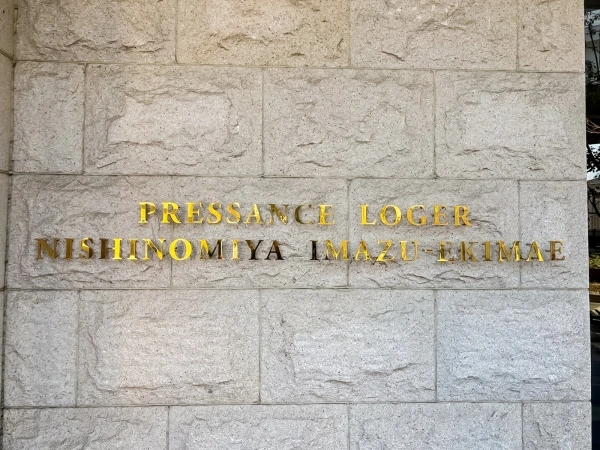 PRESSANCE LOGER
NISHINOMIYA IMAZU-EKIMAE